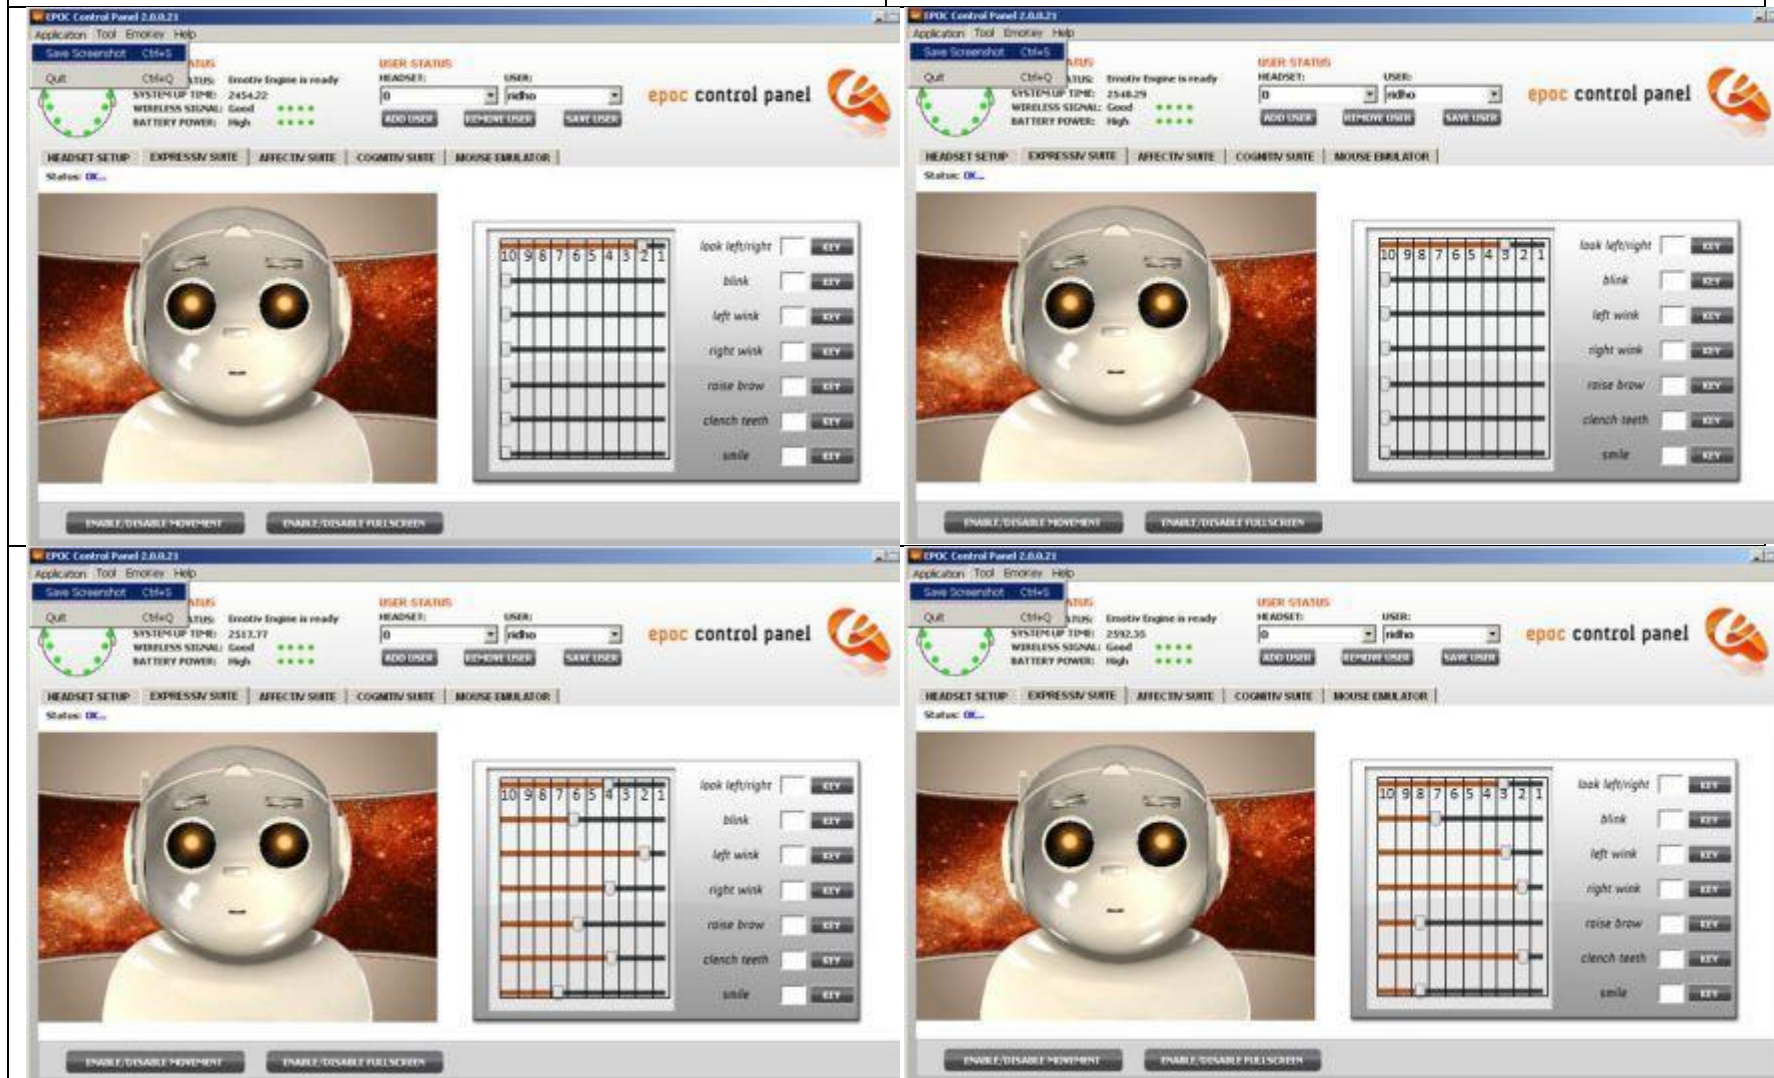 EPOC Control Panel 2.0.0.21
Application Tool EmoKey Help
Save Screenshot Ctrl+S
Quit Ctrl+Q
USER STATUS
HEADSET: USER:
Emotiv Engine is ready
0 ridho
SYSTEM UP TIME: 2454.22
WIRELESS SIGNAL: Good
BATTERY POWER: High
ADD USER REMOVE USER SAVE USER
epoc control panel
HEADSET SETUP EXPRESSIV SUITE AFFECTIV SUITE COGNITIV SUITE MOUSE EMULATOR
Status: OK...
10 9 8 7 6 5 4 3 2 1
look left/right KEY
blink KEY
left wink KEY
right wink KEY
raise brow KEY
clench teeth KEY
smile KEY
ENABLE/DISABLE MOVEMENT ENABLE/DISABLE FULLSCREEN
EPOC Control Panel 2.0.0.21
Application Tool EmoKey Help
Save Screenshot Ctrl+S
Quit Ctrl+Q
USER STATUS
HEADSET: USER:
Emotiv Engine is ready
0 ridho
SYSTEM UP TIME: 2548.29
WIRELESS SIGNAL: Good
BATTERY POWER: High
ADD USER REMOVE USER SAVE USER
epoc control panel
HEADSET SETUP EXPRESSIV SUITE AFFECTIV SUITE COGNITIV SUITE MOUSE EMULATOR
Status: OK...
10 9 8 7 6 5 4 3 2 1
look left/right KEY
blink KEY
left wink KEY
right wink KEY
raise brow KEY
clench teeth KEY
smile KEY
ENABLE/DISABLE MOVEMENT ENABLE/DISABLE FULLSCREEN
EPOC Control Panel 2.0.0.21
Application Tool EmoKey Help
Save Screenshot Ctrl+S
Quit Ctrl+Q
USER STATUS
HEADSET: USER:
Emotiv Engine is ready
0 ridho
SYSTEM UP TIME: 2517.77
WIRELESS SIGNAL: Good
BATTERY POWER: High
ADD USER REMOVE USER SAVE USER
epoc control panel
HEADSET SETUP EXPRESSIV SUITE AFFECTIV SUITE COGNITIV SUITE MOUSE EMULATOR
Status: OK...
10 9 8 7 6 5 4 3 2 1
look left/right KEY
blink KEY
left wink KEY
right wink KEY
raise brow KEY
clench teeth KEY
smile KEY
ENABLE/DISABLE MOVEMENT ENABLE/DISABLE FULLSCREEN
EPOC Control Panel 2.0.0.21
Application Tool EmoKey Help
Save Screenshot Ctrl+S
Quit Ctrl+Q
USER STATUS
HEADSET: USER:
Emotiv Engine is ready
0 ridho
SYSTEM UP TIME: 2592.35
WIRELESS SIGNAL: Good
BATTERY POWER: High
ADD USER REMOVE USER SAVE USER
epoc control panel
HEADSET SETUP EXPRESSIV SUITE AFFECTIV SUITE COGNITIV SUITE MOUSE EMULATOR
Status: OK...
10 9 8 7 6 5 4 3 2 1
look left/right KEY
blink KEY
left wink KEY
right wink KEY
raise brow KEY
clench teeth KEY
smile KEY
ENABLE/DISABLE MOVEMENT ENABLE/DISABLE FULLSCREEN